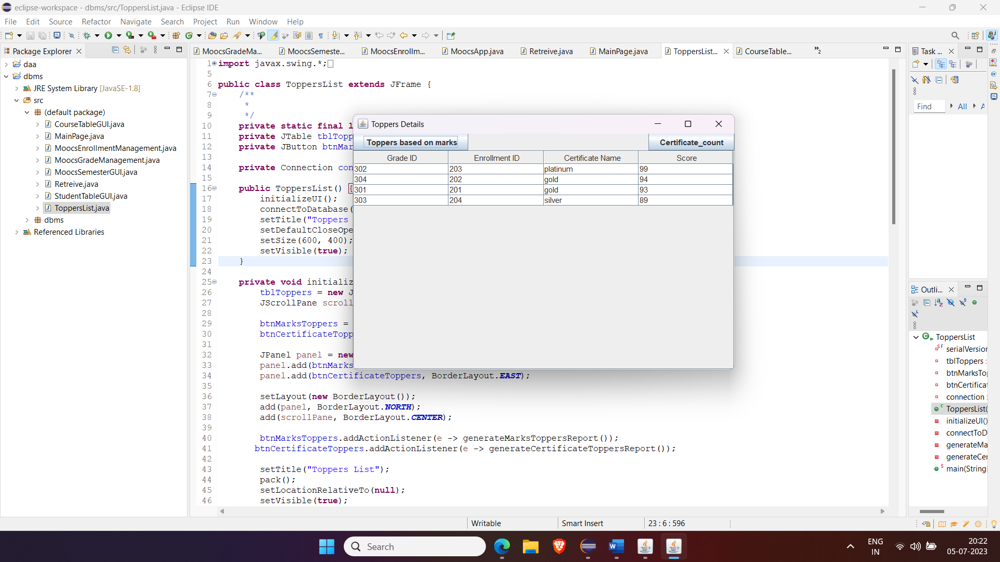 eclipse-workspace - dbms/src/ToppersList.java - Eclipse IDE
File Edit Source Refactor Navigate Search Project Run Window Help
Package Explorer
daa
dbms
JRE System Library [JavaSE-1.8]
src
(default package)
CourseTableGUI.java
MainPage.java
MoocsEnrollmentManagement.java
MoocsGradeManagement.java
MoocsSemesterGUI.java
Retreive.java
StudentTableGUI.java
ToppersList.java
dbms
Referenced Libraries
MoocsGradeMa... MoocsSemeste... MoocsEnrollm... MoocsApp.java Retreive.java MainPage.java ToppersList... CourseTable... »2
1 import javax.swing.*;
5
6 public class ToppersList extends JFrame {
7 /**
8 *
9 */
10 private static final l
11 private JTable tblTopp
12 private JButton btnMar
13
14 private Connection con
15
16 public ToppersList() {
17 initializeUI();
18 connectToDatabase(
19 setTitle("Toppers
20 setDefaultCloseOpe
21 setSize(600, 400);
22 setVisible(true);
23 }
24
25 private void initializ
26 tblToppers = new J
27 JScrollPane scroll
28
29 btnMarksToppers =
30 btnCertificateTopp
31
32 JPanel panel = new
33 panel.add(btnMarks
34 panel.add(btnCertificateToppers, BorderLayout.EAST);
35
36 setLayout(new BorderLayout());
37 add(panel, BorderLayout.NORTH);
38 add(scrollPane, BorderLayout.CENTER);
39
40 btnMarksToppers.addActionListener(e -> generateMarksToppersReport());
41 btnCertificateToppers.addActionListener(e -> generateCertificateToppersReport());
42
43 setTitle("Toppers List");
44 pack();
45 setLocationRelativeTo(null);
46 setVisible(true);
Toppers Details
Toppers based on marks Certificate_count
Grade ID Enrollment ID Certificate Name Score
302 203 platinum 99
304 202 gold 94
301 201 gold 93
303 204 silver 89
Task ...
Find All A
Outli...
ToppersList
serialVersion
tblToppers :
btnMarksTop
btnCertificat
connection :
ToppersList(
initializeUI()
connectToD
generateMa
generateCer
main(String[
Writable Smart Insert 23 : 6 : 596
Search
ENG
IN
20:22
05-07-2023